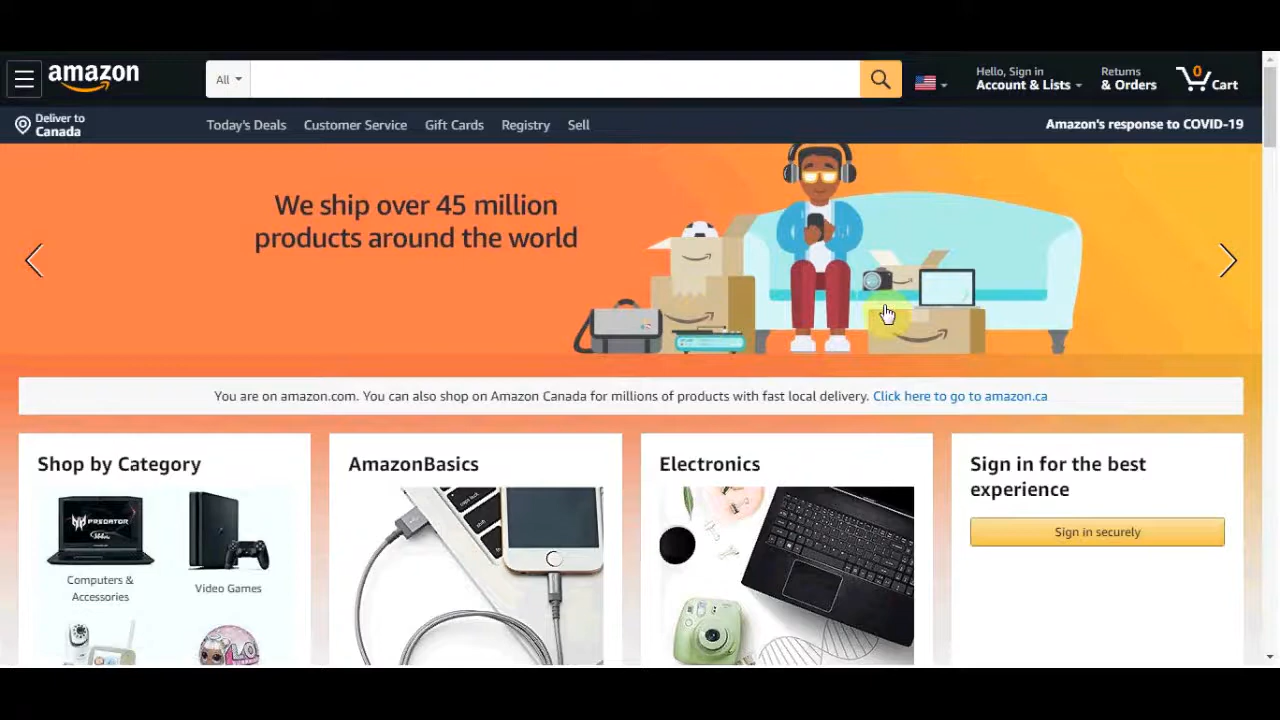 amazon
All
Hello, Sign in
Account & Lists
Returns
& Orders
0
Cart
Deliver to
Canada
Today's Deals
Customer Service
Gift Cards
Registry
Sell
Amazon's response to COVID-19
We ship over 45 million
products around the world
You are on amazon.com. You can also shop on Amazon Canada for millions of products with fast local delivery. Click here to go to amazon.ca
Shop by Category
PREDATOR
Computers &
Accessories
Video Games
AmazonBasics
caps lock
shift
Electronics
Sign in for the best
experience
Sign in securely